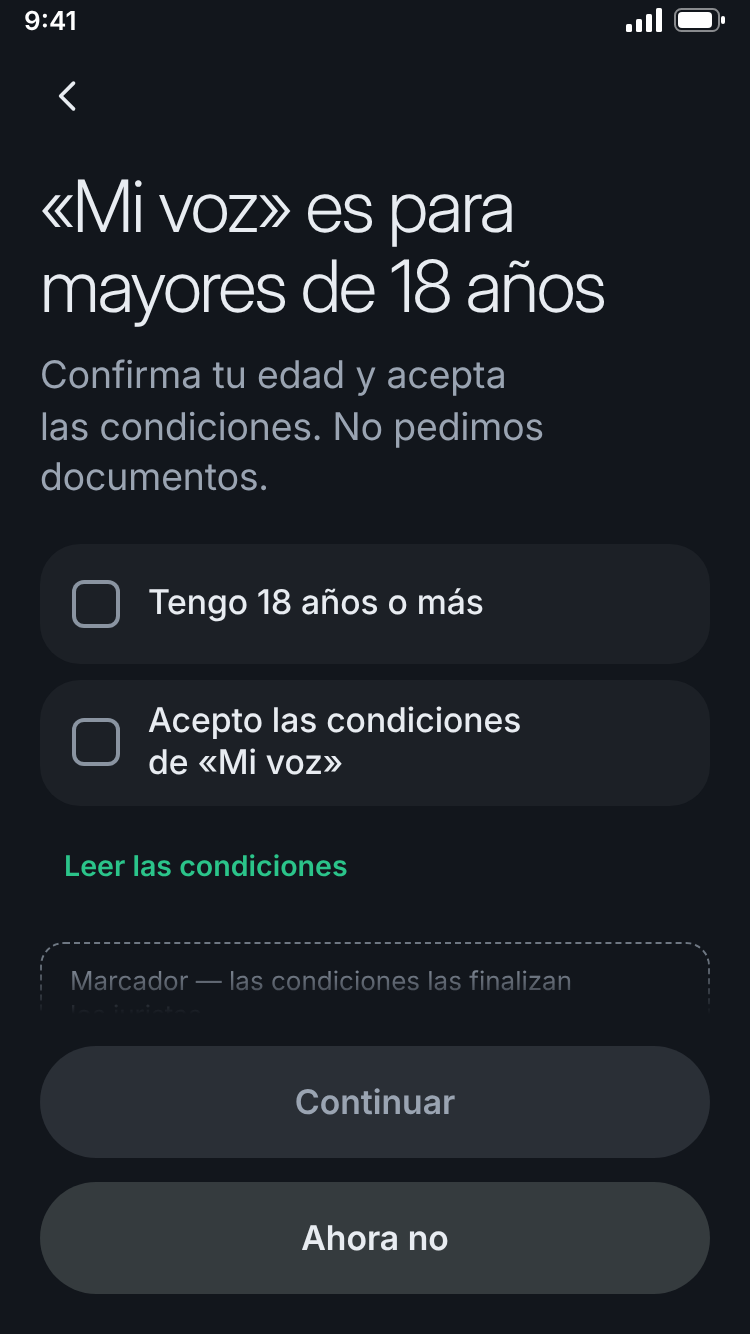 9:41
«Mi voz» es para
mayores de 18 años
Confirma tu edad y acepta
las condiciones. No pedimos
documentos.
Tengo 18 años o más
Acepto las condiciones
de «Mi voz»
Leer las condiciones
Marcador — las condiciones las finalizan
Continuar
Ahora no